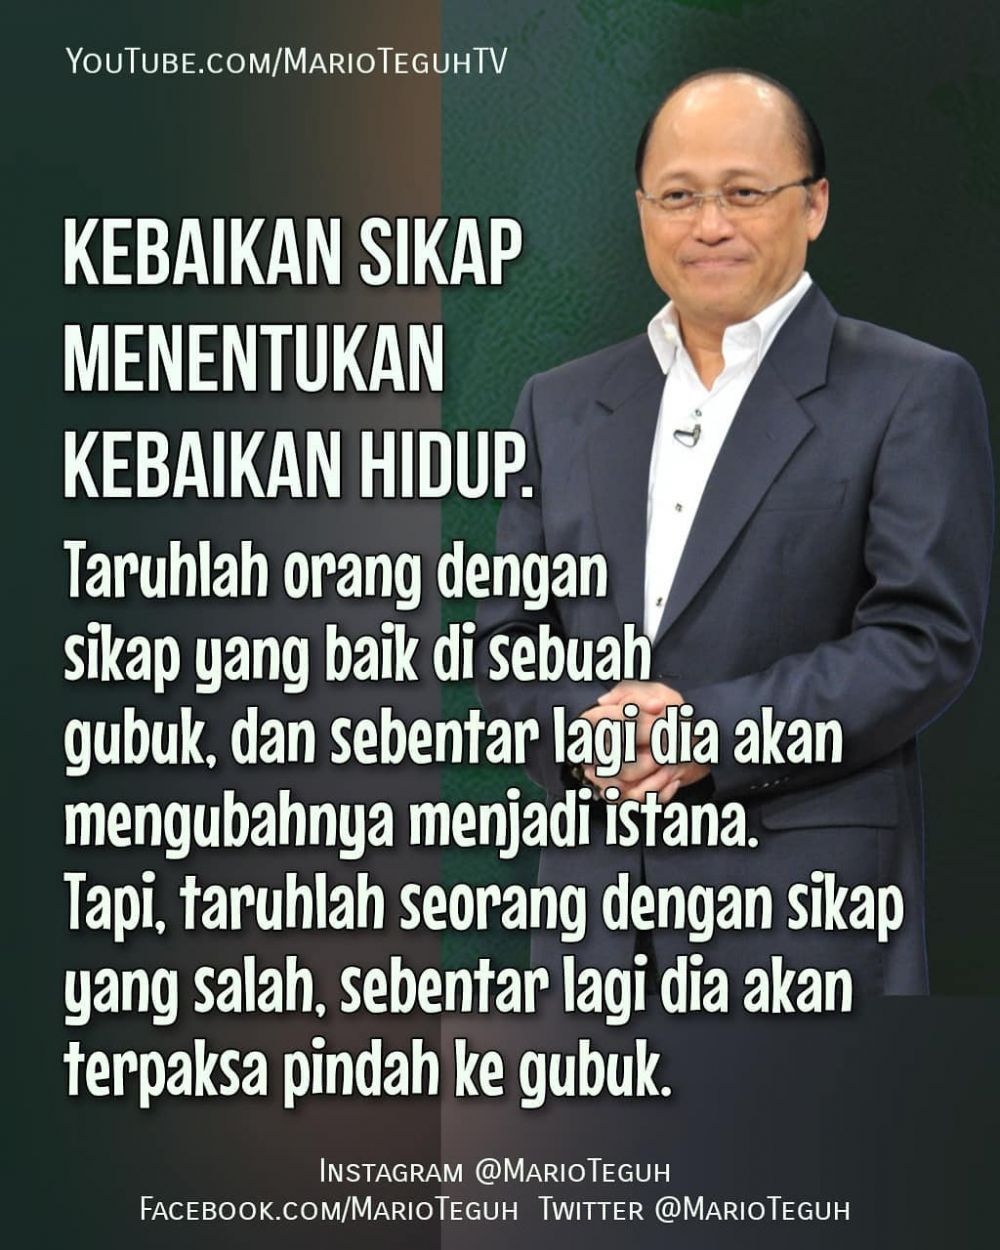 YouTube.com/MarioTeguhTV
KEBAIKAN SIKAP
MENENTUKAN
KEBAIKAN HIDUP.
Taruhlah orang dengan
sikap yang baik di sebuah
gubuk, dan sebentar lagi dia akan
mengubahnya menjadi istana.
Tapi, taruhlah seorang dengan sikap
yang salah, sebentar lagi dia akan
terpaksa pindah ke gubuk.
Instagram @MarioTeguh
Facebook.com/MarioTeguh Twitter @MarioTeguh